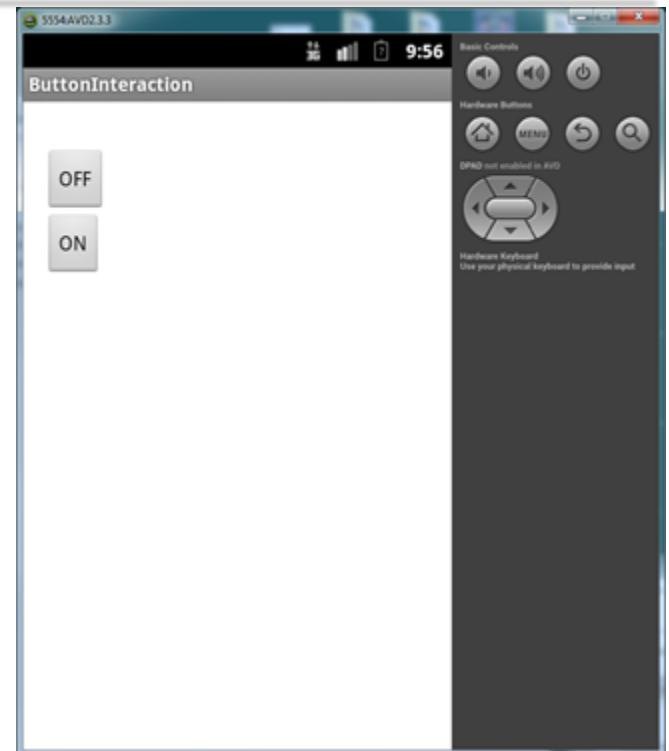 5554:AVD2.3.3
3G 9:56
ButtonInteraction
OFF
ON
Basic Controls
Hardware Buttons
MENU
DPAD not enabled in AVD
Hardware Keyboard
Use your physical keyboard to provide input